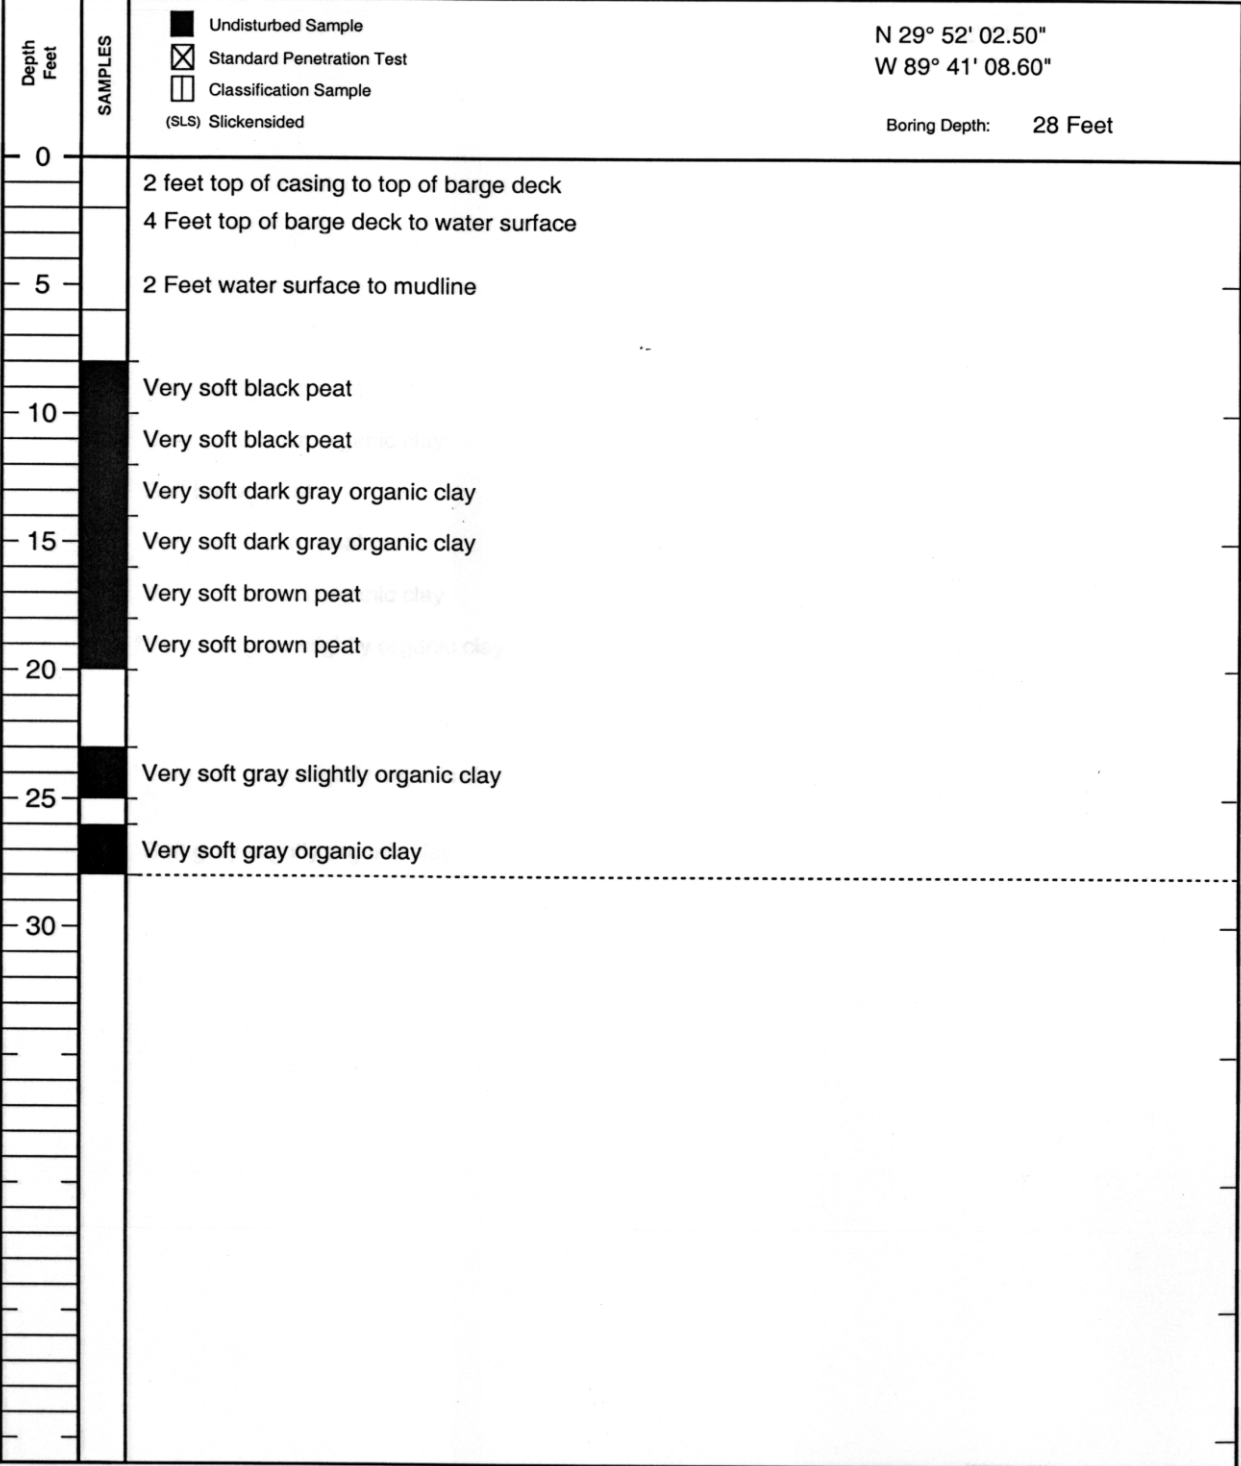 Depth
Feet
SAMPLES
Undisturbed Sample
Standard Penetration Test
Classification Sample
(SLS) Slickensided
N 29° 52' 02.50"
W 89° 41' 08.60"
Boring Depth: 28 Feet
0
2 feet top of casing to top of barge deck
4 Feet top of barge deck to water surface
5
2 Feet water surface to mudline
Very soft black peat
10
Very soft black peat
Very soft dark gray organic clay
15
Very soft dark gray organic clay
Very soft brown peat
Very soft brown peat
20
Very soft gray slightly organic clay
25
Very soft gray organic clay
30